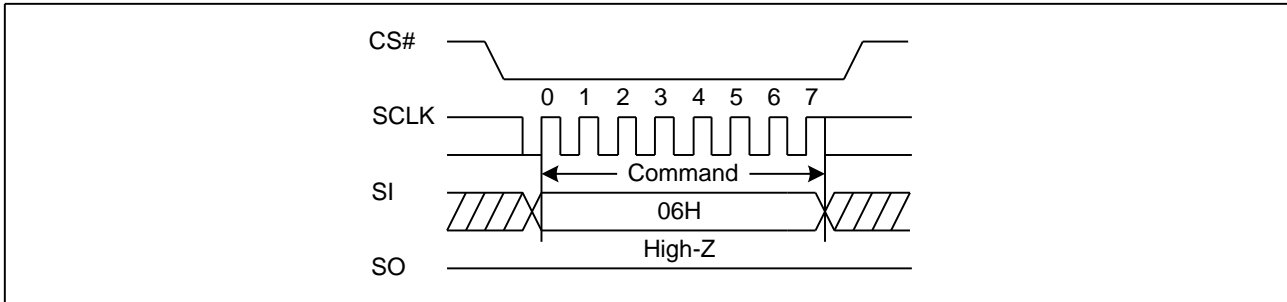 CS#
0 1 2 3 4 5 6 7
SCLK
Command
SI
06H
High-Z
SO